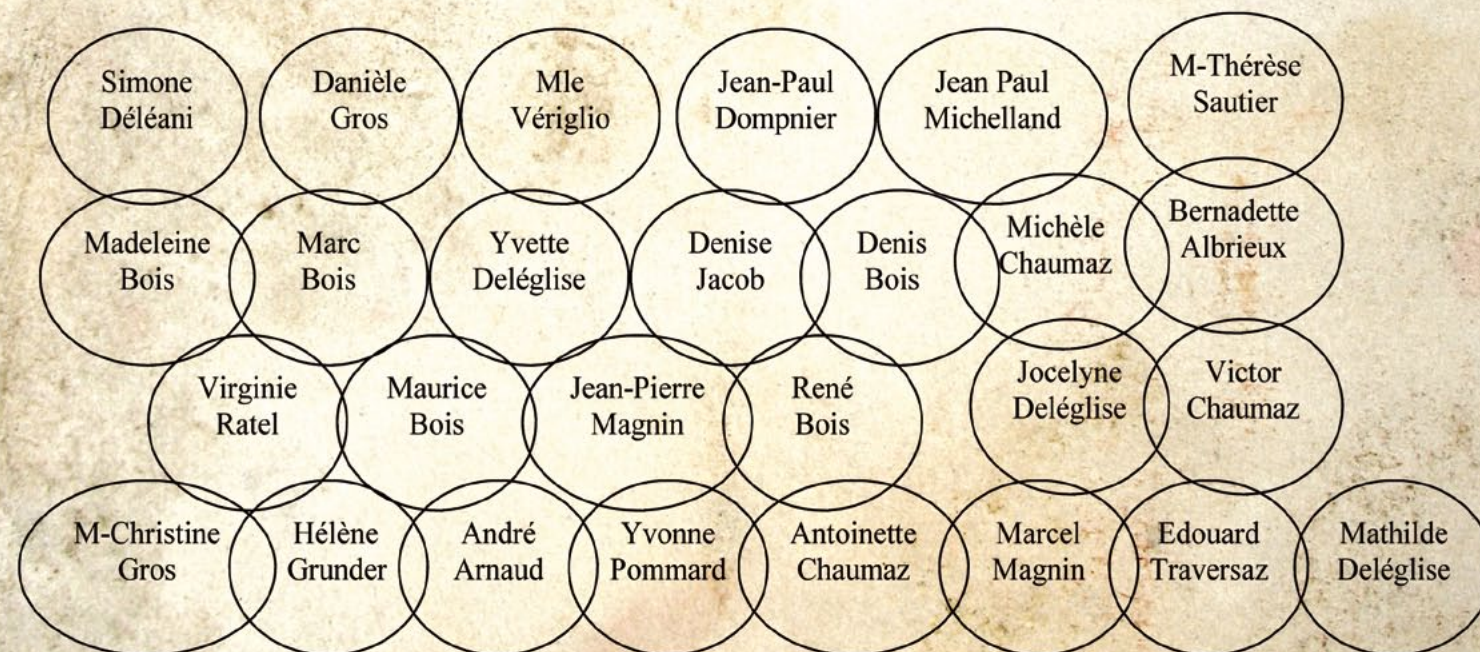 Simone
Déléani
Danièle
Gros
Mle
Vériglio
Jean-Paul
Dompnier
Jean Paul
Michelland
M-Thérèse
Sautier
Madeleine
Bois
Marc
Bois
Yvette
Deléglise
Denise
Jacob
Denis
Bois
Michèle
Chaumaz
Bernadette
Albrieux
Virginie
Ratel
Maurice
Bois
Jean-Pierre
Magnin
René
Bois
Jocelyne
Deléglise
Victor
Chaumaz
M-Christine
Gros
Hélène
Grunder
André
Arnaud
Yvonne
Pommard
Antoinette
Chaumaz
Marcel
Magnin
Edouard
Traversaz
Mathilde
Deléglise